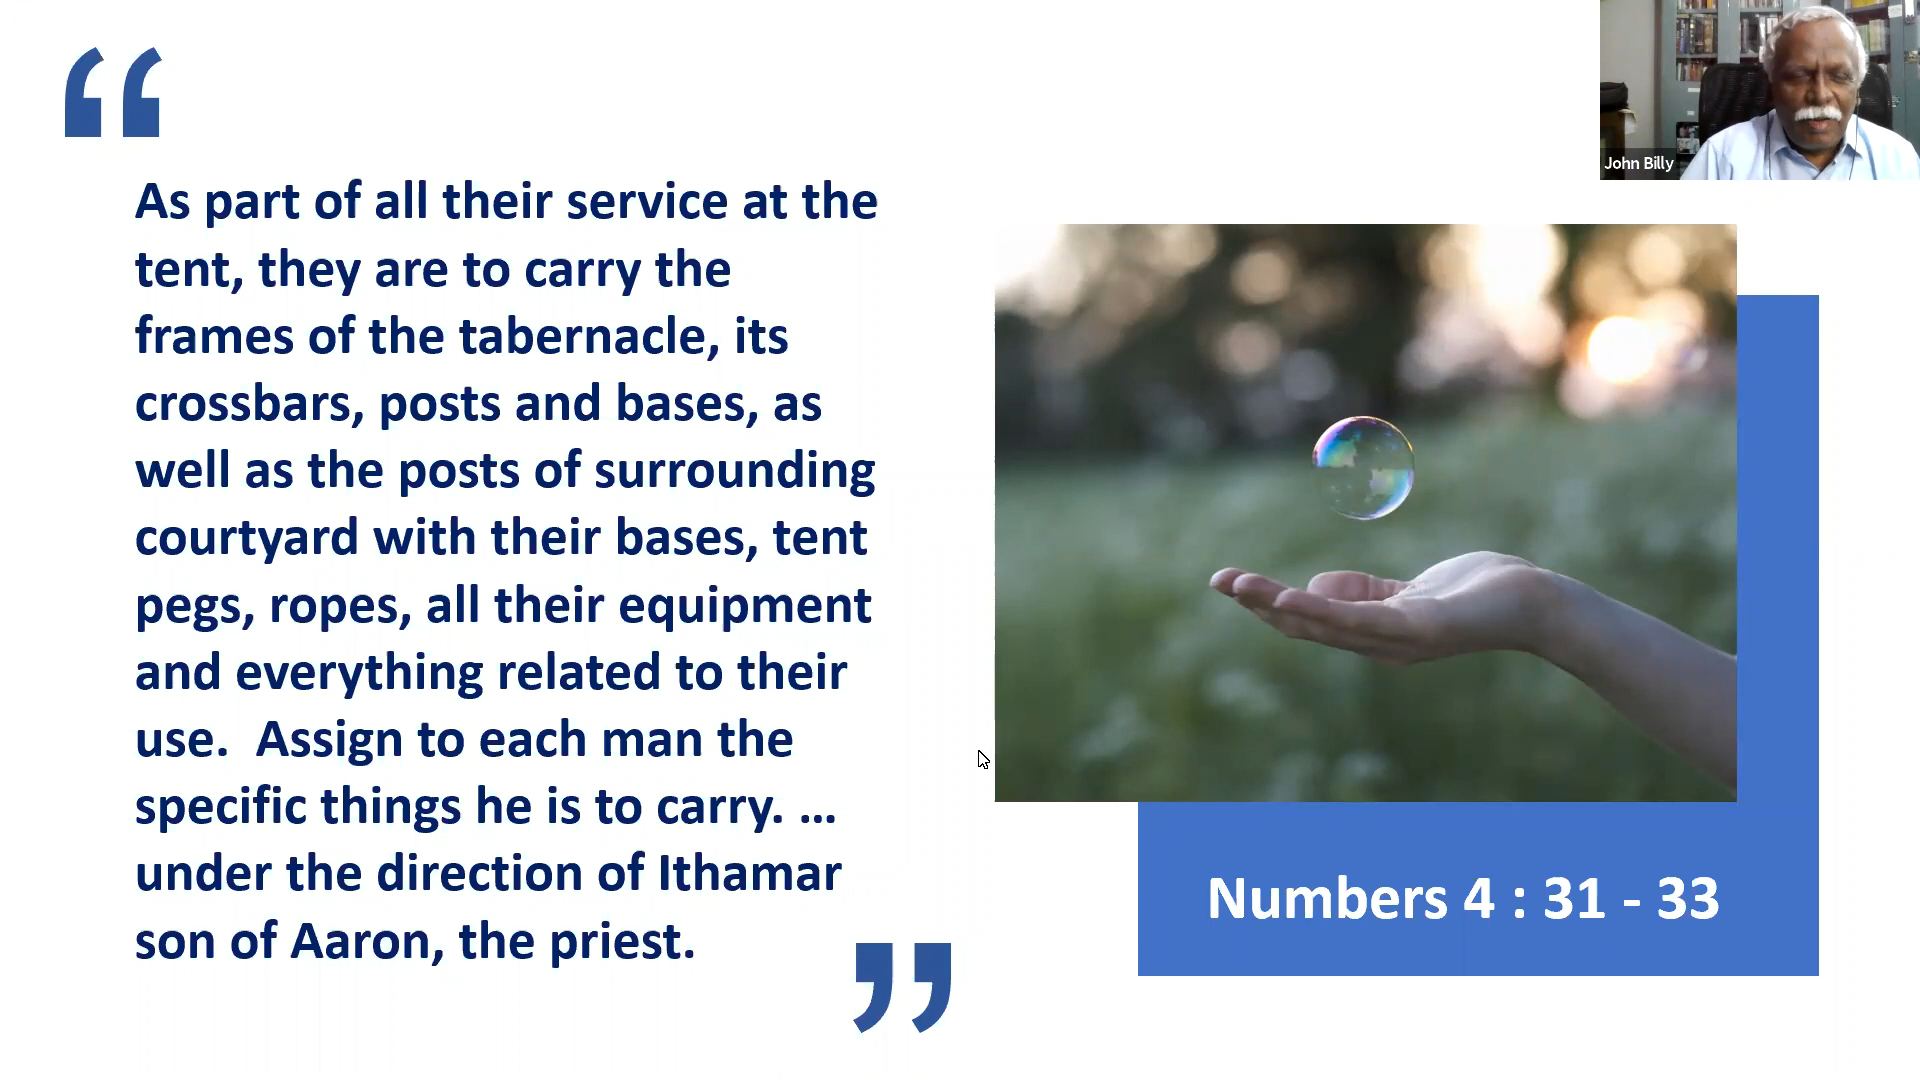 “
As part of all their service at the
tent, they are to carry the
frames of the tabernacle, its
crossbars, posts and bases, as
well as the posts of surrounding
courtyard with their bases, tent
pegs, ropes, all their equipment
and everything related to their
use.  Assign to each man the
specific things he is to carry. ...
under the direction of Ithamar
son of Aaron, the priest.
”
Numbers 4 : 31 - 33
John Billy